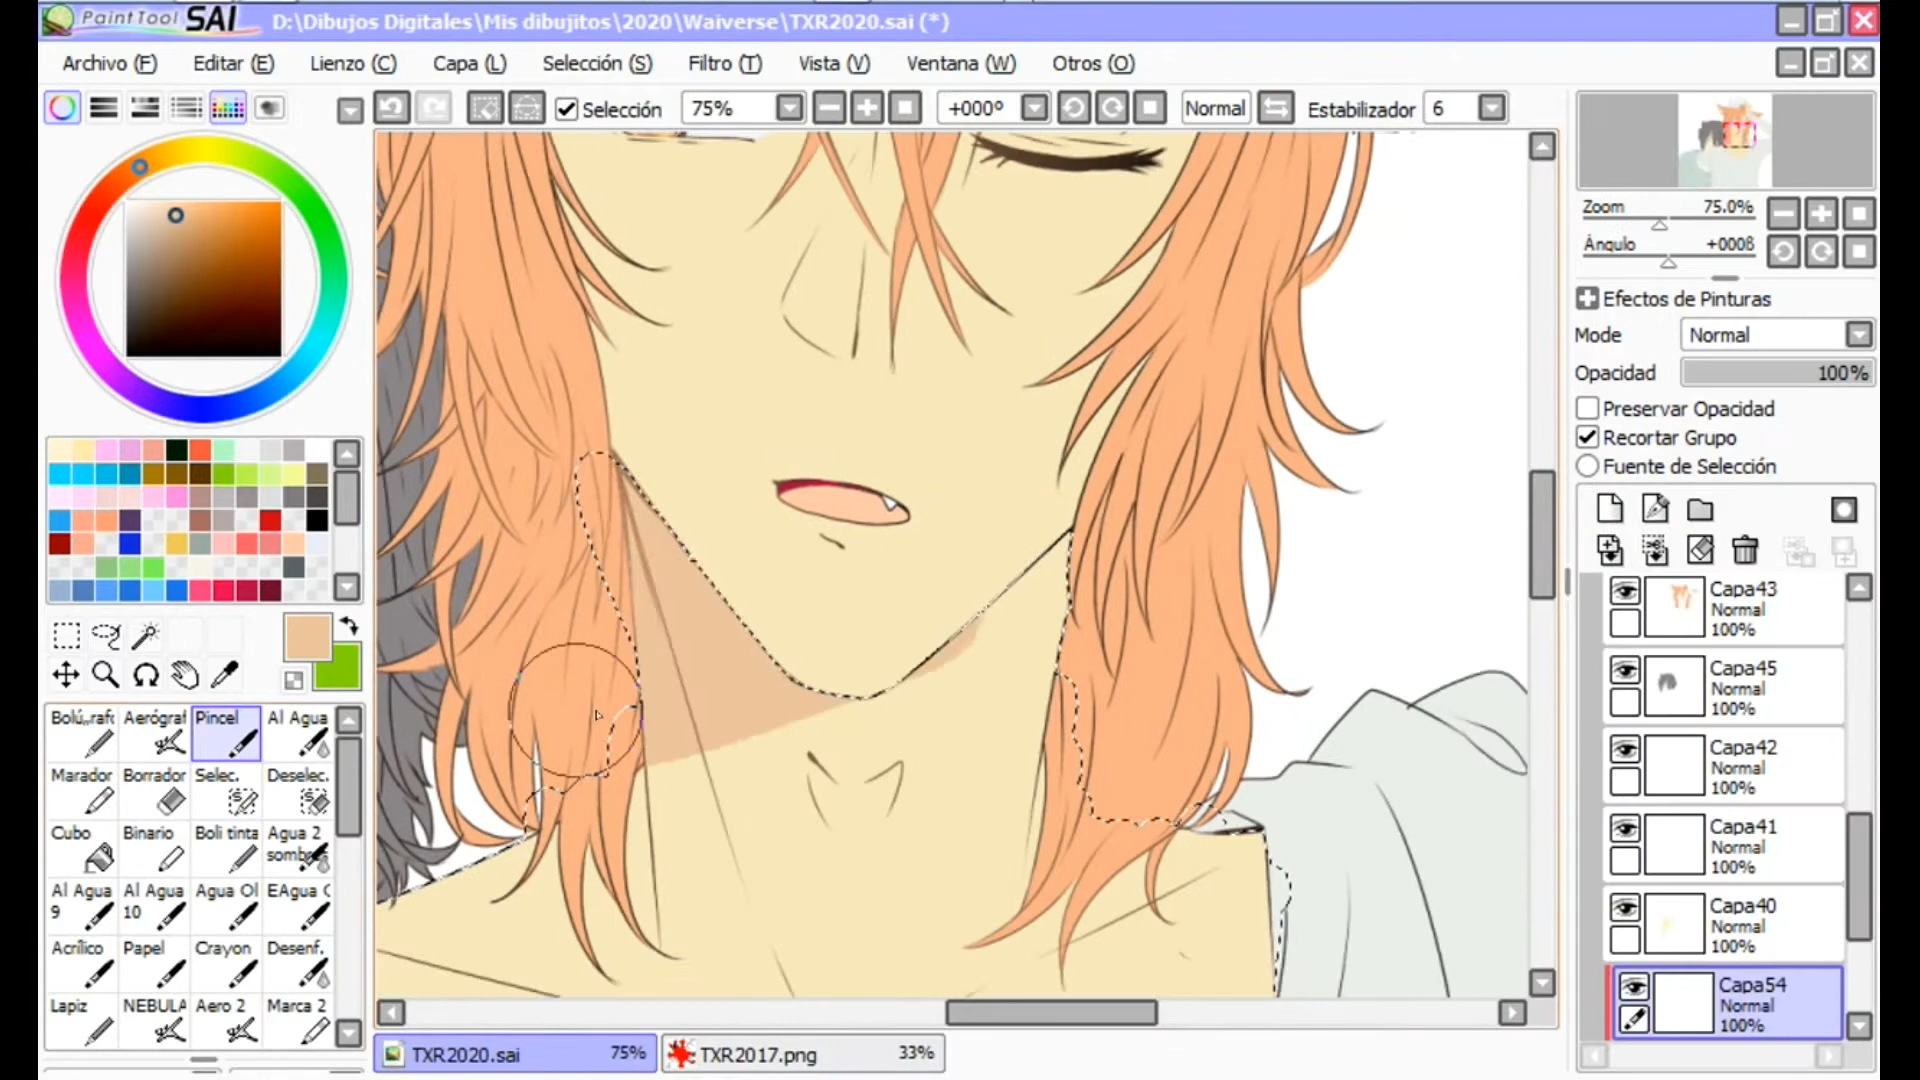 PaintTool SAI D:\Dibujos Digitales\Mis dibujitos\2020\Waiverse\TXR2020.sai (*)
Archivo (F) Editar (E) Lienzo (C) Capa (L) Selección (S) Filtro (T) Vista (V) Ventana (W) Otros (O)
Selección 75% +000º Normal Estabilizador 6
Zoom 75.0%
Ángulo +000ß
Efectos de Pinturas
Mode Normal
Opacidad 100%
Preservar Opacidad
Recortar Grupo
Fuente de Selección
Capa43
Normal
100%
Capa45
Normal
100%
Capa42
Normal
100%
Capa41
Normal
100%
Capa40
Normal
100%
Capa54
Normal
100%
Aerógraf Pincel Al Agua
Marador Borrador Selec. Deselec.
Cubo Binario Boli tinta Agua 2
Al Agua Al Agua Agua Ol EAgua C
9 10
Acrílico Papel Crayon Desenf.
Lapiz NEBULA Aero 2 Marca 2
TXR2020.sai 75% TXR2017.png 33%